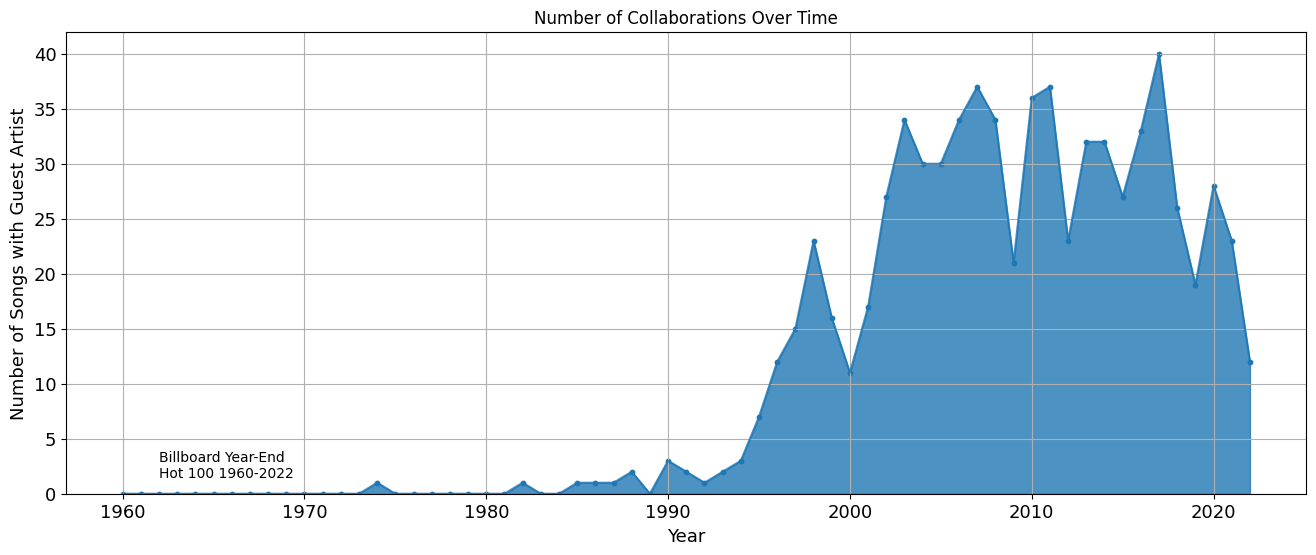 Number of Collaborations Over Time
Number of Songs with Guest Artist
40
35
30
25
20
15
10
5
0
Billboard Year-End
Hot 100 1960-2022
1960 1970 1980 1990 2000 2010 2020
Year